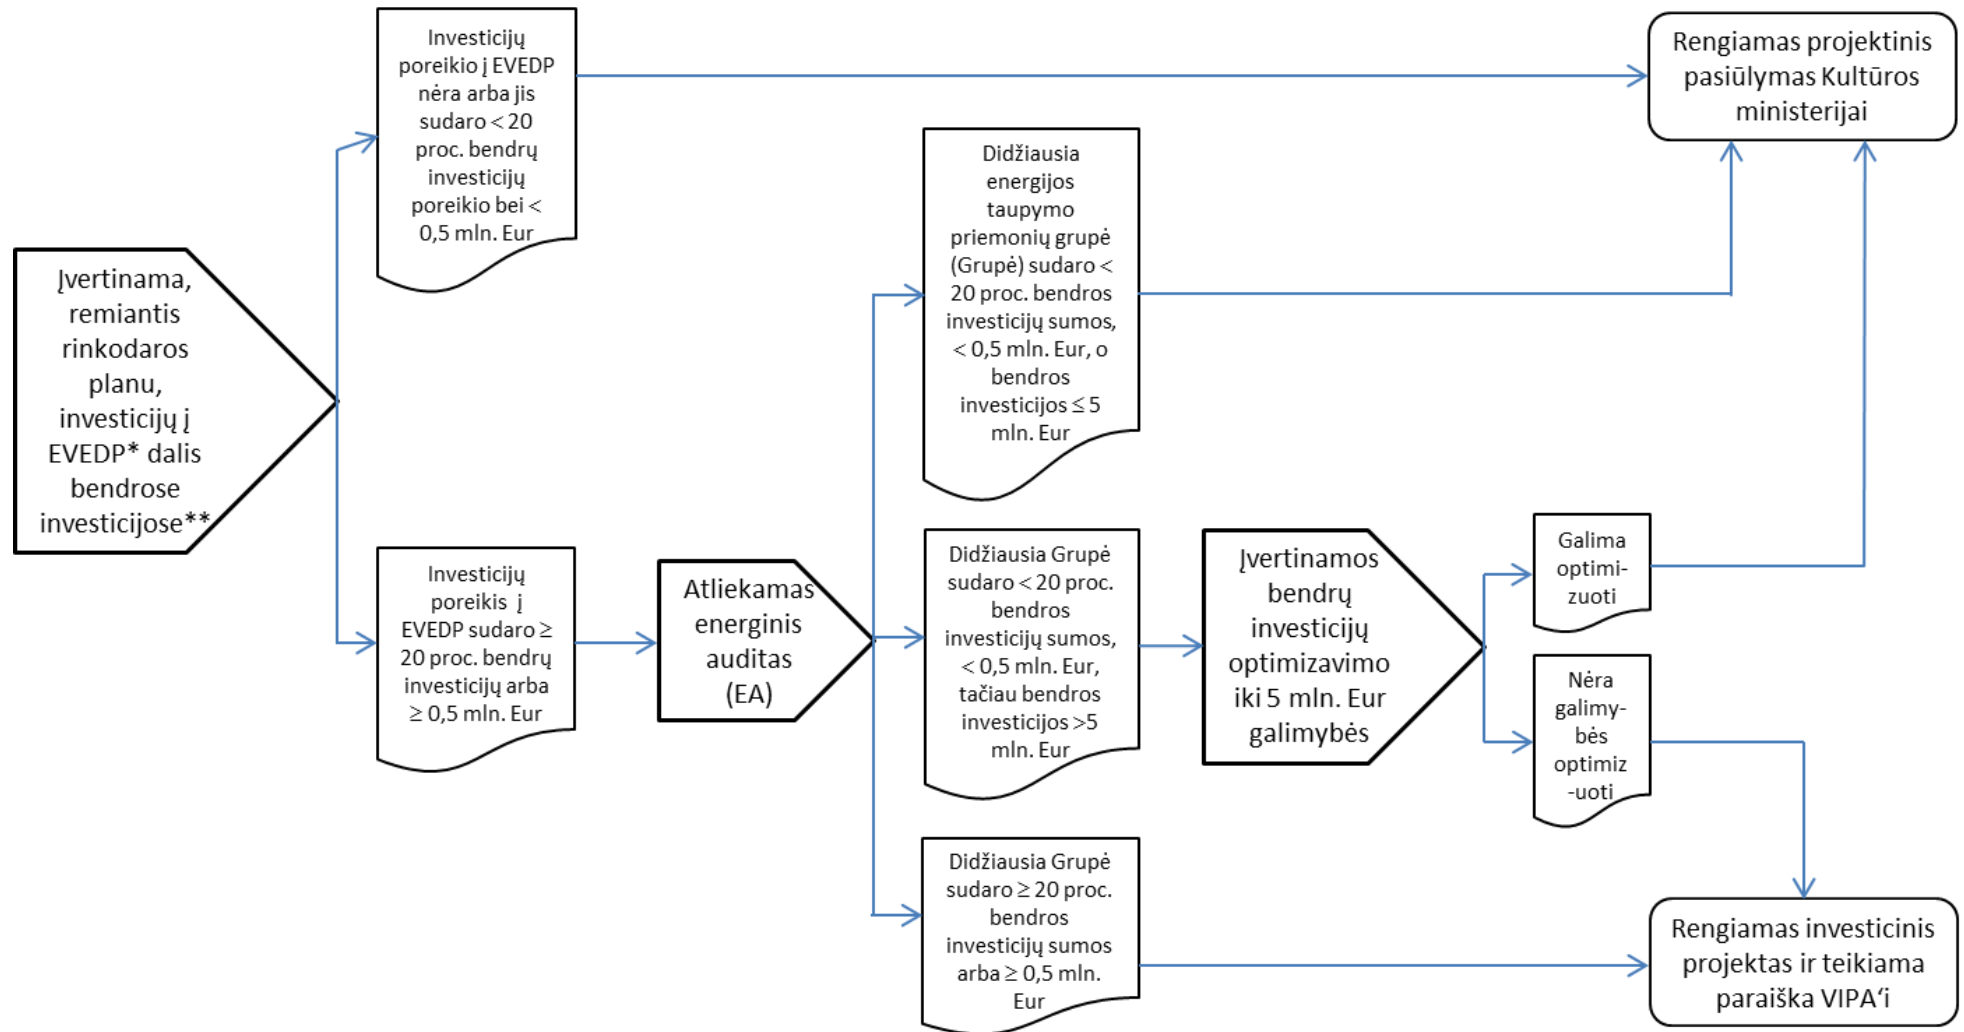 Investicijų
poreikio į EVEDP
nėra arba jis
sudaro < 20
proc. bendrų
investicijų
poreikio bei <
0,5 mln. Eur
Rengiamas projektinis
pasiūlymas Kultūros
ministerijai
Įvertinama,
remiantis
rinkodaros
planu,
investicijų į
EVEDP* dalis
bendrose
investicijose**
Investicijų
poreikis į
EVEDP sudaro ≥
20 proc. bendrų
investicijų arba
≥ 0,5 mln. Eur
Atliekamas
energinis
auditas
(EA)
Didžiausia
energijos
taupymo
priemonių grupė
(Grupė) sudaro <
20 proc. bendros
investicijų sumos,
< 0,5 mln. Eur, o
bendros
investicijos ≤ 5
mln. Eur
Didžiausia Grupė
sudaro < 20 proc.
bendros
investicijų sumos,
< 0,5 mln. Eur,
tačiau bendros
investicijos >5
mln. Eur
Įvertinamos
bendrų
investicijų
optimizavimo
iki 5 mln. Eur
galimybės
Galima
optimi-
zuoti
Nėra
galimy-
bės
optimiz
-uoti
Didžiausia Grupė
sudaro ≥ 20 proc.
bendros
investicijų sumos
arba ≥ 0,5 mln.
Eur
Rengiamas investicinis
projektas ir teikiama
paraiška VIPA‘i